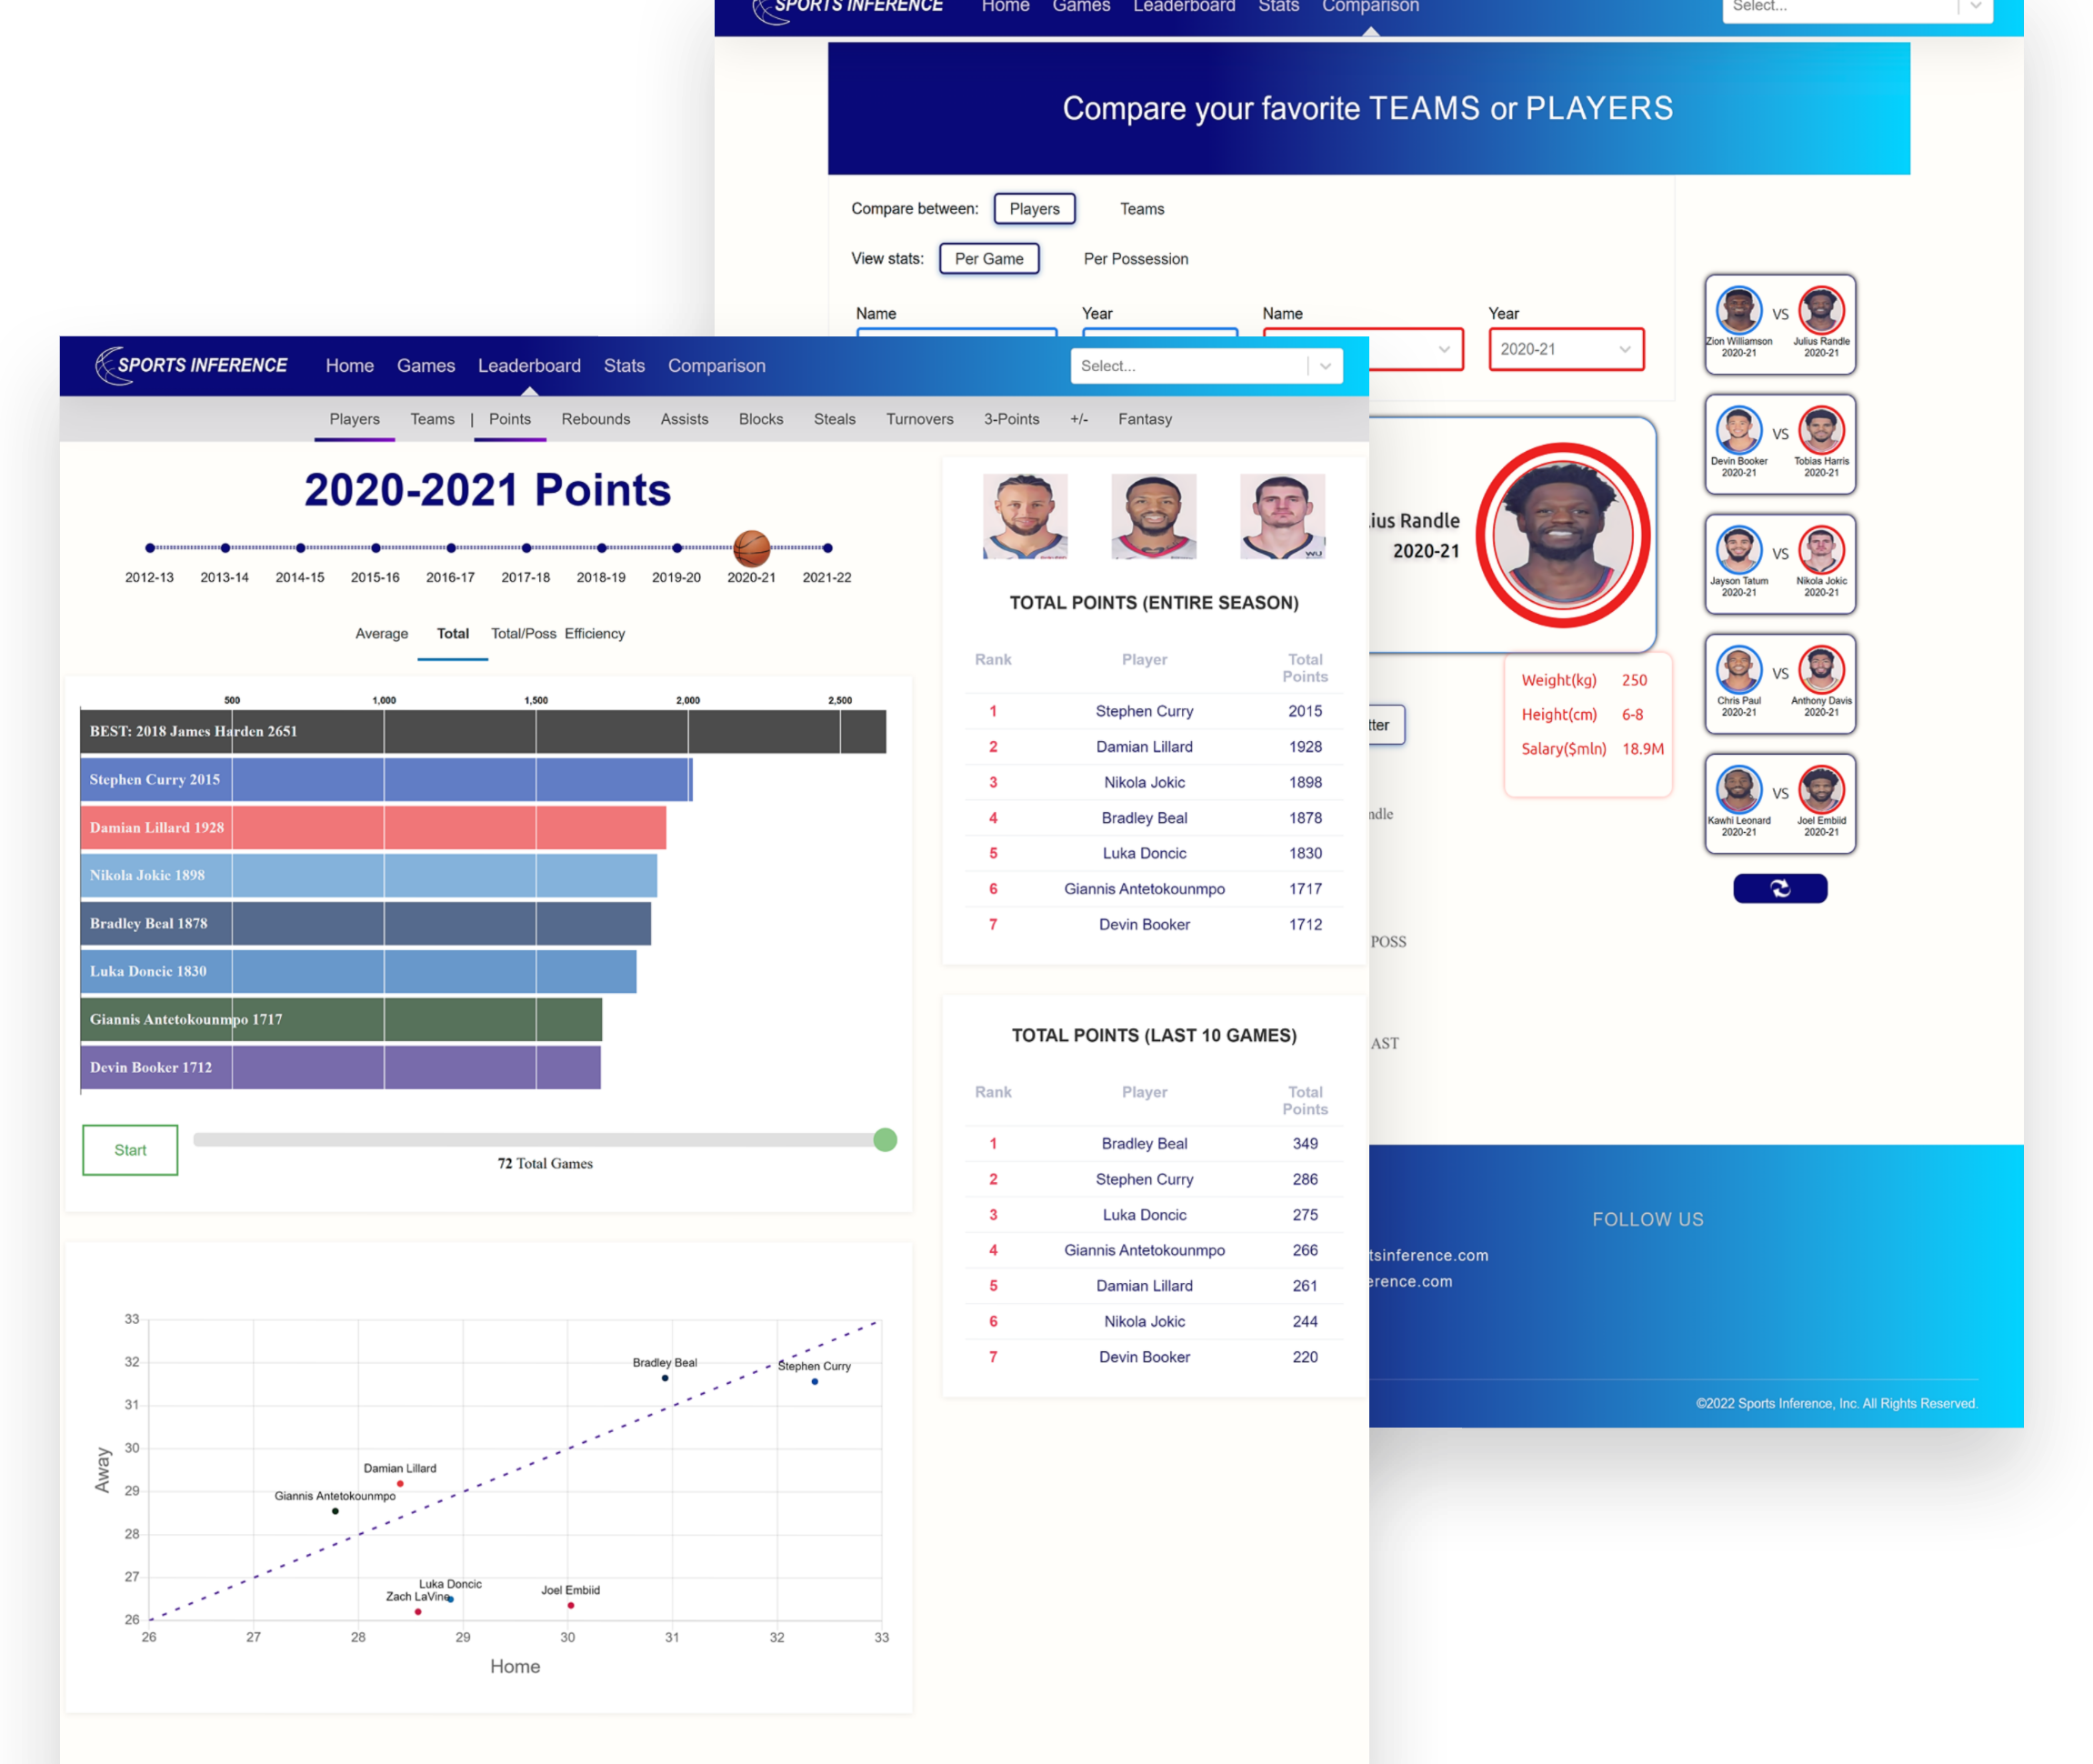 SPORTS INFERENCE Home Games Leaderboard Stats Comparison Select...
Compare your favorite TEAMS or PLAYERS
Compare between: Players Teams
View stats: Per Game Per Possession
Name Year Name Year
2020-21
VS
Zion Williamson Julius Randle
2020-21 2020-21
VS
Devin Booker Tobias Harris
2020-21 2020-21
VS
Jayson Tatum Nikola Jokic
2020-21 2020-21
VS
Chris Paul Anthony Davis
2020-21 2020-21
VS
Kawhi Leonard Joel Embiid
2020-21 2020-21
ius Randle
2020-21
Weight(kg) 250
Height(cm) 6-8
Salary($mln) 18.9M
tter
ndle
POSS
AST
FOLLOW US
tsinference.com
erence.com
©2022 Sports Inference, Inc. All Rights Reserved.
SPORTS INFERENCE Home Games Leaderboard Stats Comparison Select...
Players Teams | Points Rebounds Assists Blocks Steals Turnovers 3-Points +/- Fantasy
2020-2021 Points
2012-13 2013-14 2014-15 2015-16 2016-17 2017-18 2018-19 2019-20 2020-21 2021-22
Average Total Total/Poss Efficiency
500 1,000 1,500 2,000 2,500
BEST: 2018 James Harden 2651
Stephen Curry 2015
Damian Lillard 1928
Nikola Jokic 1898
Bradley Beal 1878
Luka Doncic 1830
Giannis Antetokounmpo 1717
Devin Booker 1712
Start
72 Total Games
33
32
31
30
29
28
27
26
Away
Bradley Beal
Stephen Curry
Damian Lillard
Giannis Antetokounmpo
Luka Doncic
Zach LaVine
Joel Embiid
26 27 28 29 30 31 32 33
Home
TOTAL POINTS (ENTIRE SEASON)
Rank Player Total
Points
1 Stephen Curry 2015
2 Damian Lillard 1928
3 Nikola Jokic 1898
4 Bradley Beal 1878
5 Luka Doncic 1830
6 Giannis Antetokounmpo 1717
7 Devin Booker 1712
TOTAL POINTS (LAST 10 GAMES)
Rank Player Total
Points
1 Bradley Beal 349
2 Stephen Curry 286
3 Luka Doncic 275
4 Giannis Antetokounmpo 266
5 Damian Lillard 261
6 Nikola Jokic 244
7 Devin Booker 220